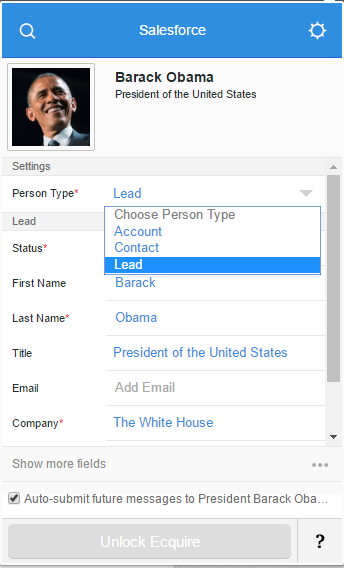 Salesforce
Barack Obama
President of the United States
Settings
Person Type*
Lead
Choose Person Type
Account
Contact
Lead
Lead
Status*
First Name
Barack
Last Name*
Obama
Title
President of the United States
Email
Add Email
Company*
The White House
Show more fields
Auto-submit future messages to President Barack Oba...
Unlock Ecquire
?